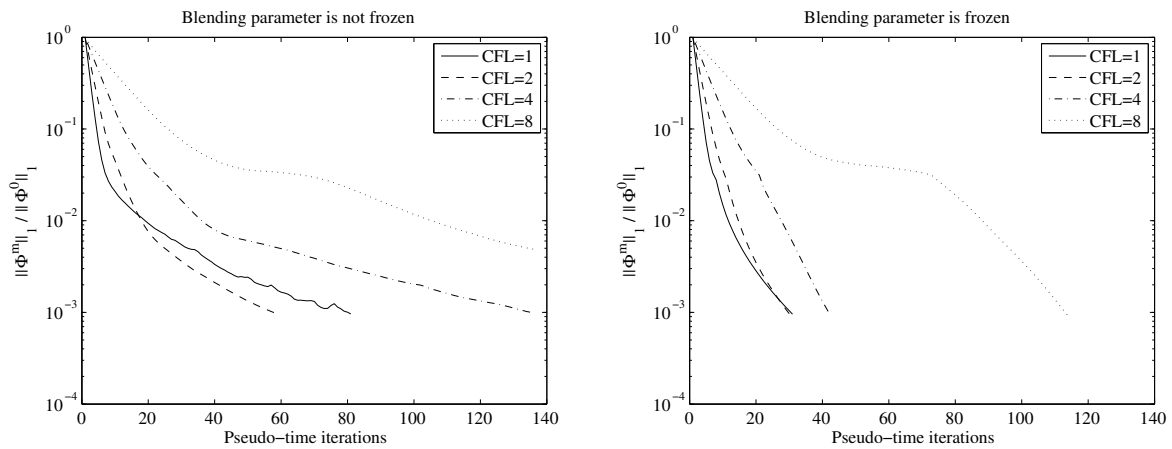 Blending parameter is not frozen
10^0
10^-1
10^-2
10^-3
10^-4
||Φ^m||_1 / ||Φ^0||_1
CFL=1
CFL=2
CFL=4
CFL=8
0 20 40 60 80 100 120 140
Pseudo-time iterations
Blending parameter is frozen
10^0
10^-1
10^-2
10^-3
10^-4
||Φ^m||_1 / ||Φ^0||_1
CFL=1
CFL=2
CFL=4
CFL=8
0 20 40 60 80 100 120 140
Pseudo-time iterations